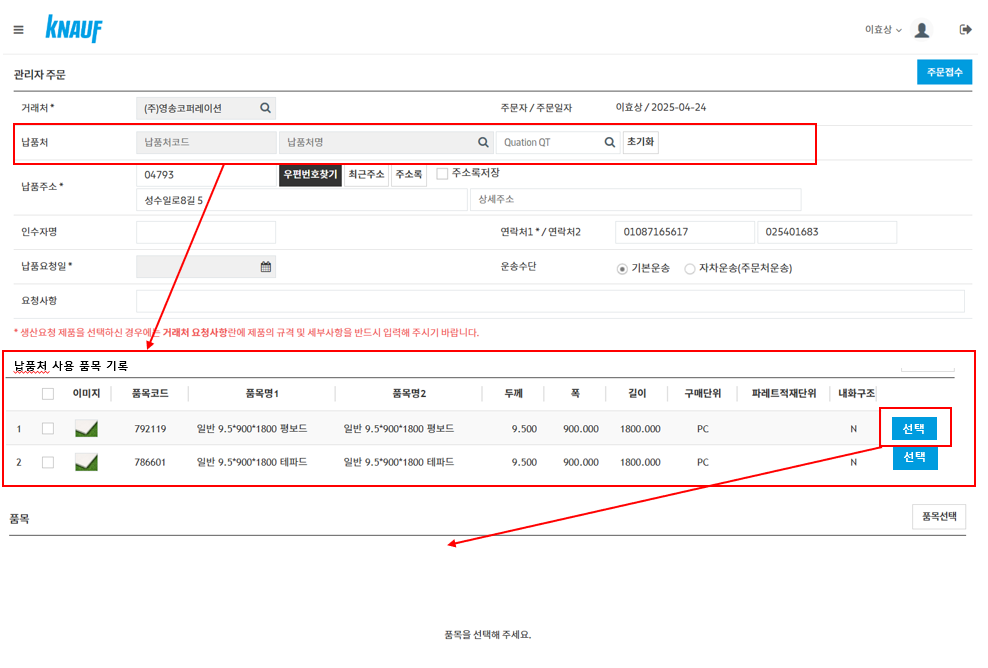 KNAUF
이효상
관리자 주문
주문접수
거래처 *
(주)영송코퍼레이션
주문자 / 주문일자
이효상 / 2025-04-24
납품처
납품처코드
납품처명
Quation QT
초기화
납품주소 *
04793
우편번호찾기
최근주소
주소록
주소록저장
성수일로8길 5
상세주소
인수자명
연락처1 * / 연락처2
01087165617
025401683
납품요청일 *
운송수단
기본운송
자차운송(주문처운송)
요청사항
* 생산요청 제품을 선택하신 경우에는 거래처 요청사항란에 제품의 규격 및 세부사항을 반드시 입력해 주시기 바랍니다.
납품처 사용 품목 기록
이미지 품목코드 품목명1 품목명2 두께 폭 길이 구매단위 파레트적재단위 내화구조
1 792119 일반 9.5*900*1800 평보드 일반 9.5*900*1800 평보드 9.500 900.000 1800.000 PC N 선택
2 786601 일반 9.5*900*1800 테파드 일반 9.5*900*1800 테파드 9.500 900.000 1800.000 PC N 선택
품목
품목선택
품목을 선택해 주세요.